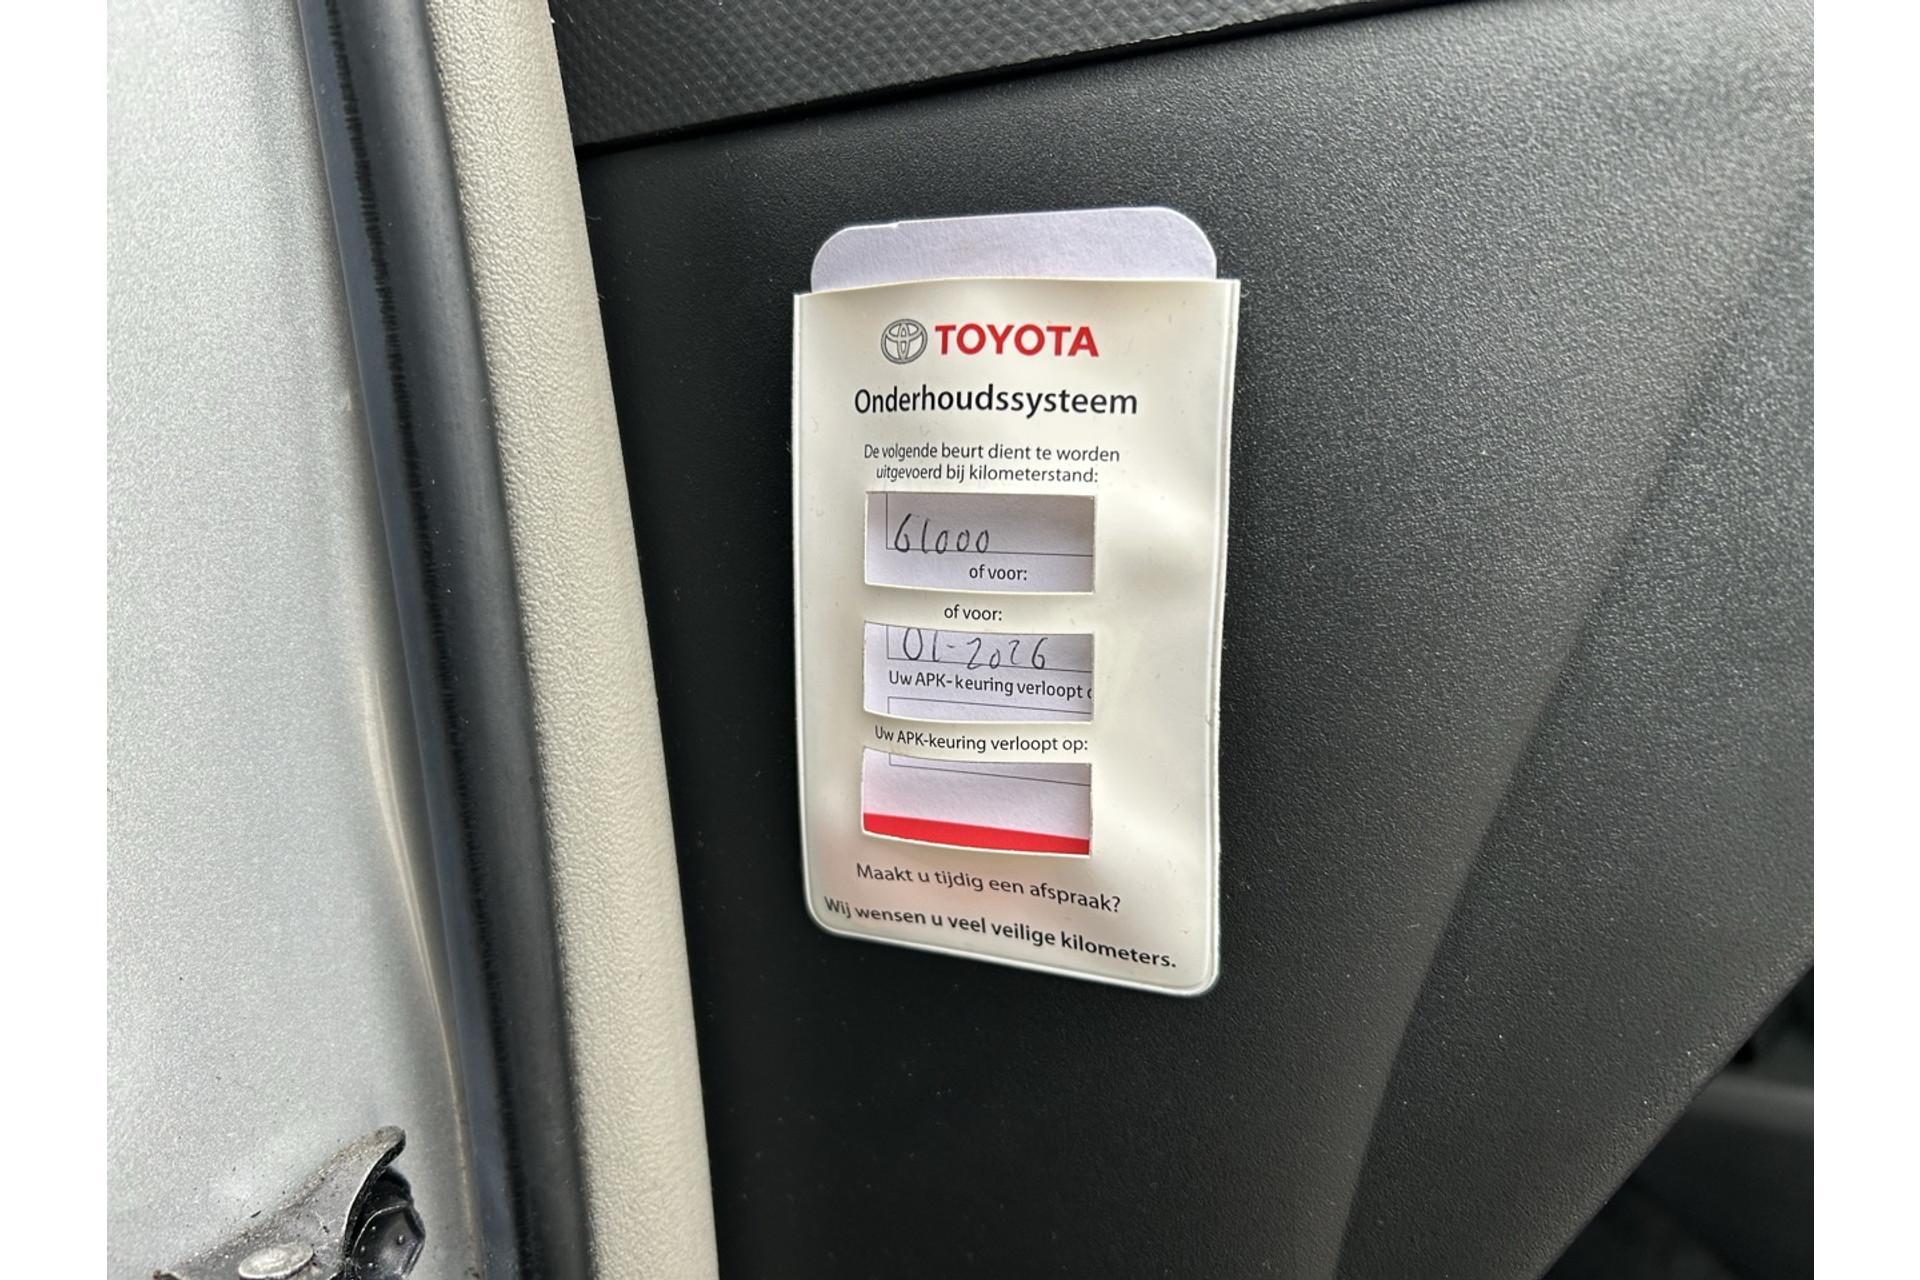 TOYOTA
Onderhoudssysteem
De volgende beurt dient te worden
uitgevoerd bij kilometerstand:
61000
of voor:
of voor:
01-2026
Uw APK-keuring verloopt
Uw APK-keuring verloopt op:
Maakt u tijdig een afspraak?
Wij wensen u veel veilige kilometers.